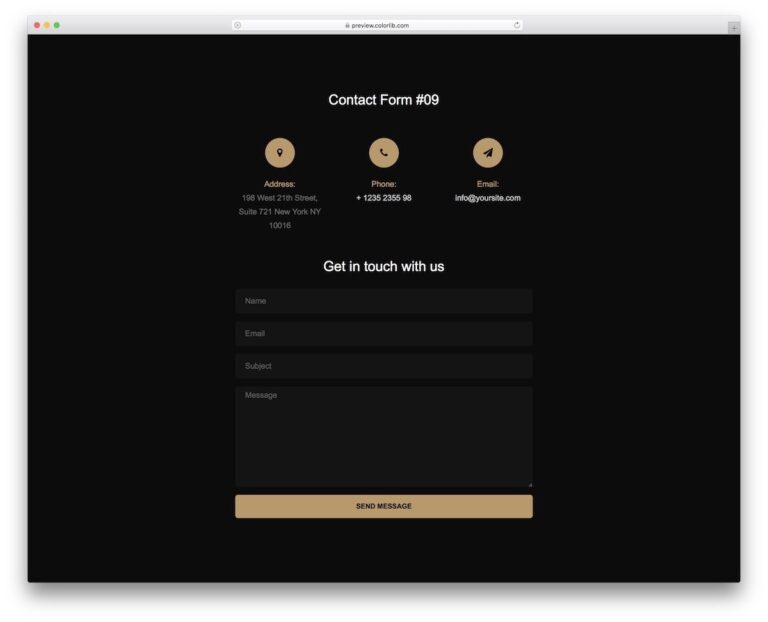 preview.colorlib.com
Contact Form #09
Address:
198 West 21th Street,
Suite 721 New York NY
10016
Phone:
+ 1235 2355 98
Email:
info@yoursite.com
Get in touch with us
Name
Email
Subject
Message
SEND MESSAGE